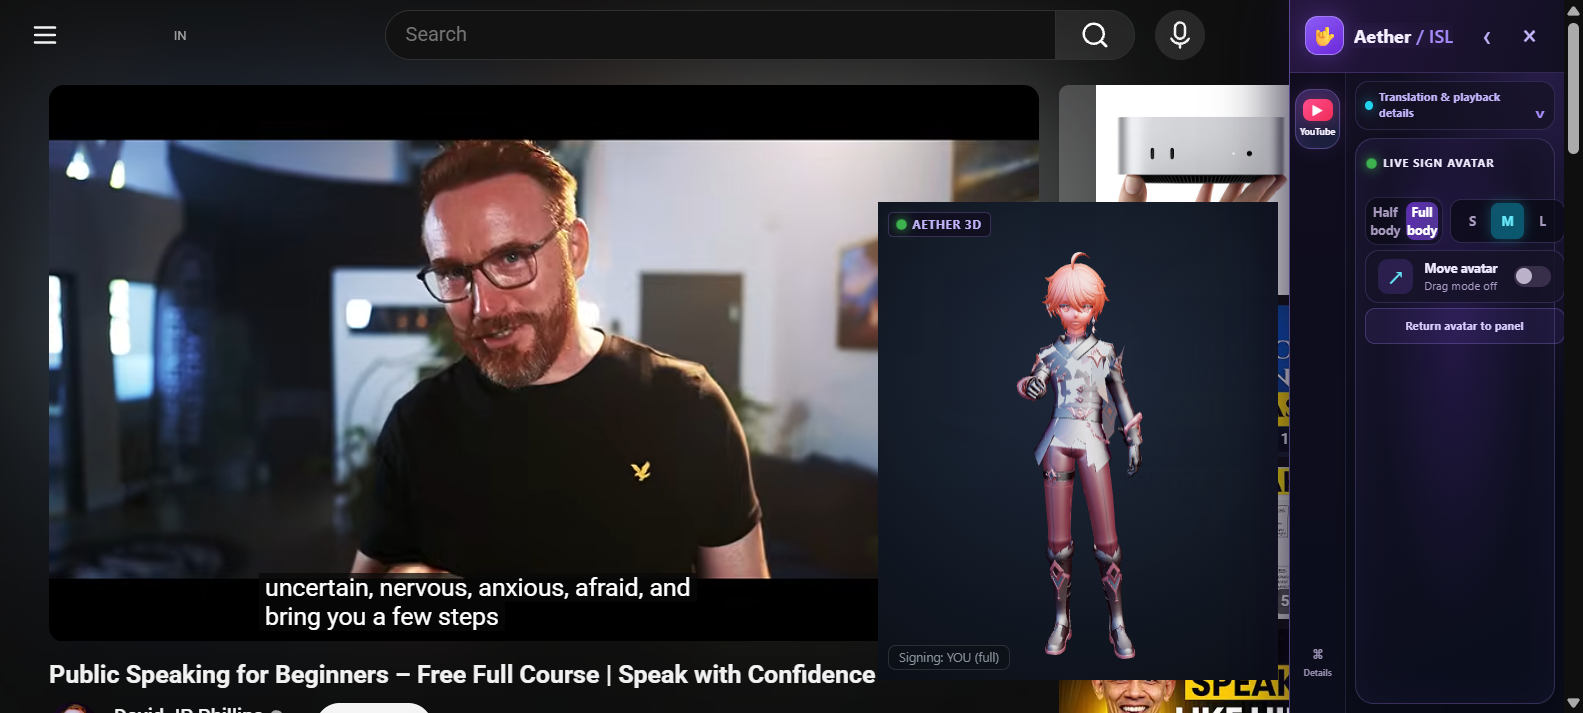 IN
Search
Aether / ISL
YouTube
Translation & playback
details
LIVE SIGN AVATAR
Half
body
Full
body
S
M
L
Move avatar
Drag mode off
Return avatar to panel
AETHER 3D
Signing: YOU (full)
uncertain, nervous, anxious, afraid, and
bring you a few steps
Public Speaking for Beginners – Free Full Course | Speak with Confidence
Details